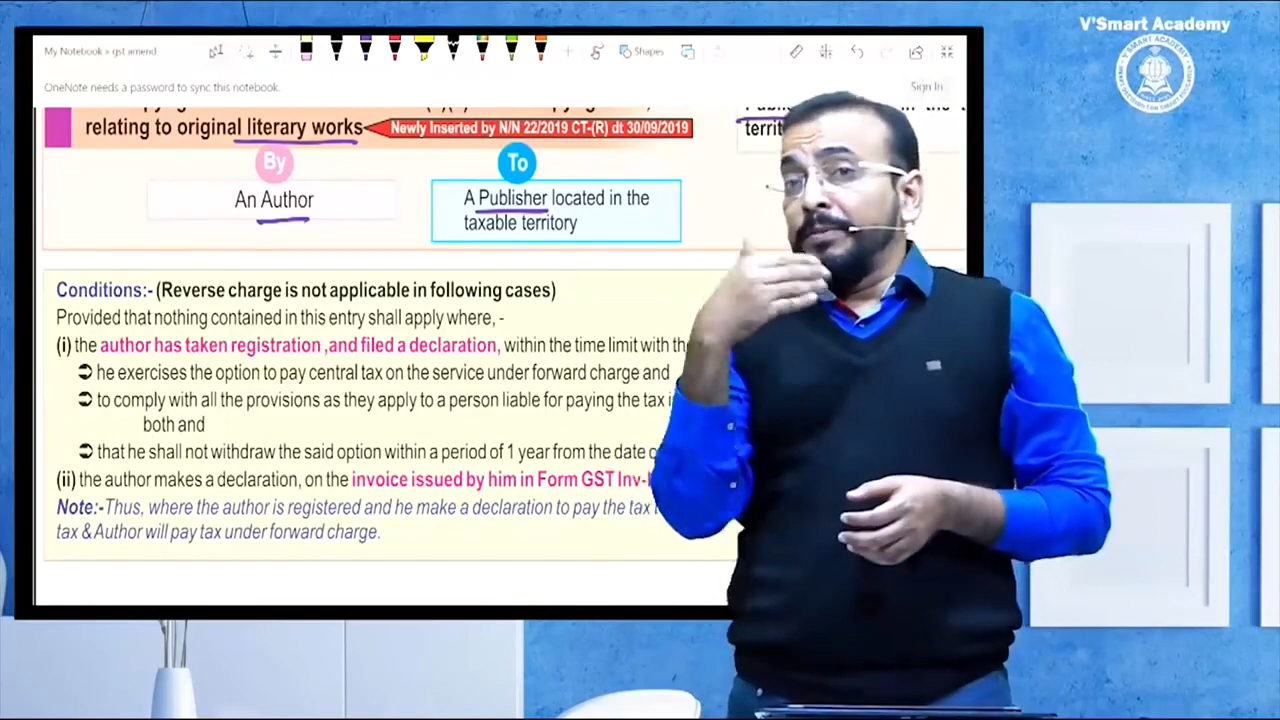 V'Smart Academy
My Notebook » gst amend
Shapes
OneNote needs a password to sync this notebook.
Sign In
relating to original literary works
Newly Inserted by N/N 22/2019 CT-(R) dt 30/09/2019
in the
By
To
An Author
A Publisher located in the
taxable territory
Conditions:- (Reverse charge is not applicable in following cases)
Provided that nothing contained in this entry shall apply where, -
(i) the author has taken registration ,and filed a declaration, within the time limit with the
he exercises the option to pay central tax on the service under forward charge and
to comply with all the provisions as they apply to a person liable for paying the tax
both and
that he shall not withdraw the said option within a period of 1 year from the date
(ii) the author makes a declaration, on the invoice issued by him in Form GST Inv-
Note:-Thus, where the author is registered and he make a declaration to pay the tax
tax & Author will pay tax under forward charge.